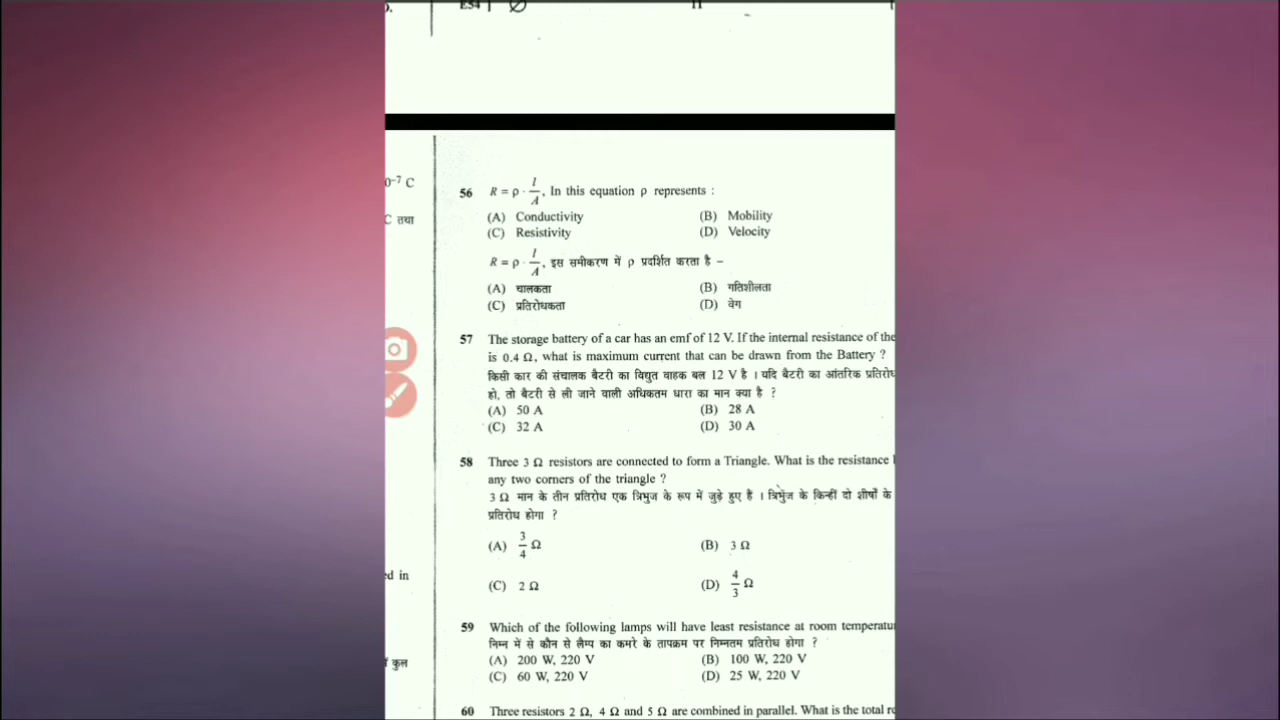 E54
11
0⁻⁷ C
C तथा
ed in
कुल
56 R = ρ · l/A, In this equation ρ represents :
(A) Conductivity (B) Mobility
(C) Resistivity (D) Velocity
R = ρ · l/A, इस समीकरण में ρ प्रदर्शित करता है –
(A) चालकता (B) गतिशीलता
(C) प्रतिरोधकता (D) वेग
57 The storage battery of a car has an emf of 12 V. If the internal resistance of the
is 0.4 Ω, what is maximum current that can be drawn from the Battery ?
किसी कार की संचालक बैटरी का विद्युत वाहक बल 12 V है । यदि बैटरी का आंतरिक प्रतिरोध
हो, तो बैटरी से ली जाने वाली अधिकतम धारा का मान क्या है ?
(A) 50 A (B) 28 A
(C) 32 A (D) 30 A
58 Three 3 Ω resistors are connected to form a Triangle. What is the resistance
any two corners of the triangle ?
3 Ω मान के तीन प्रतिरोध एक त्रिभुज के रूप में जुड़े हुए हैं । त्रिभुज के किन्हीं दो शीर्षों के
प्रतिरोध होगा ?
(A) 3/4 Ω (B) 3 Ω
(C) 2 Ω (D) 4/3 Ω
59 Which of the following lamps will have least resistance at room
निम्न में से कौन से लैम्प का कमरे के तापक्रम पर निम्नतम प्रतिरोध होगा ?
(A) 200 W, 220 V (B) 100 W, 220 V
(C) 60 W, 220 V (D) 25 W, 220 V
60 Three resistors 2 Ω, 4 Ω and 5 Ω are combined in parallel. What is the total